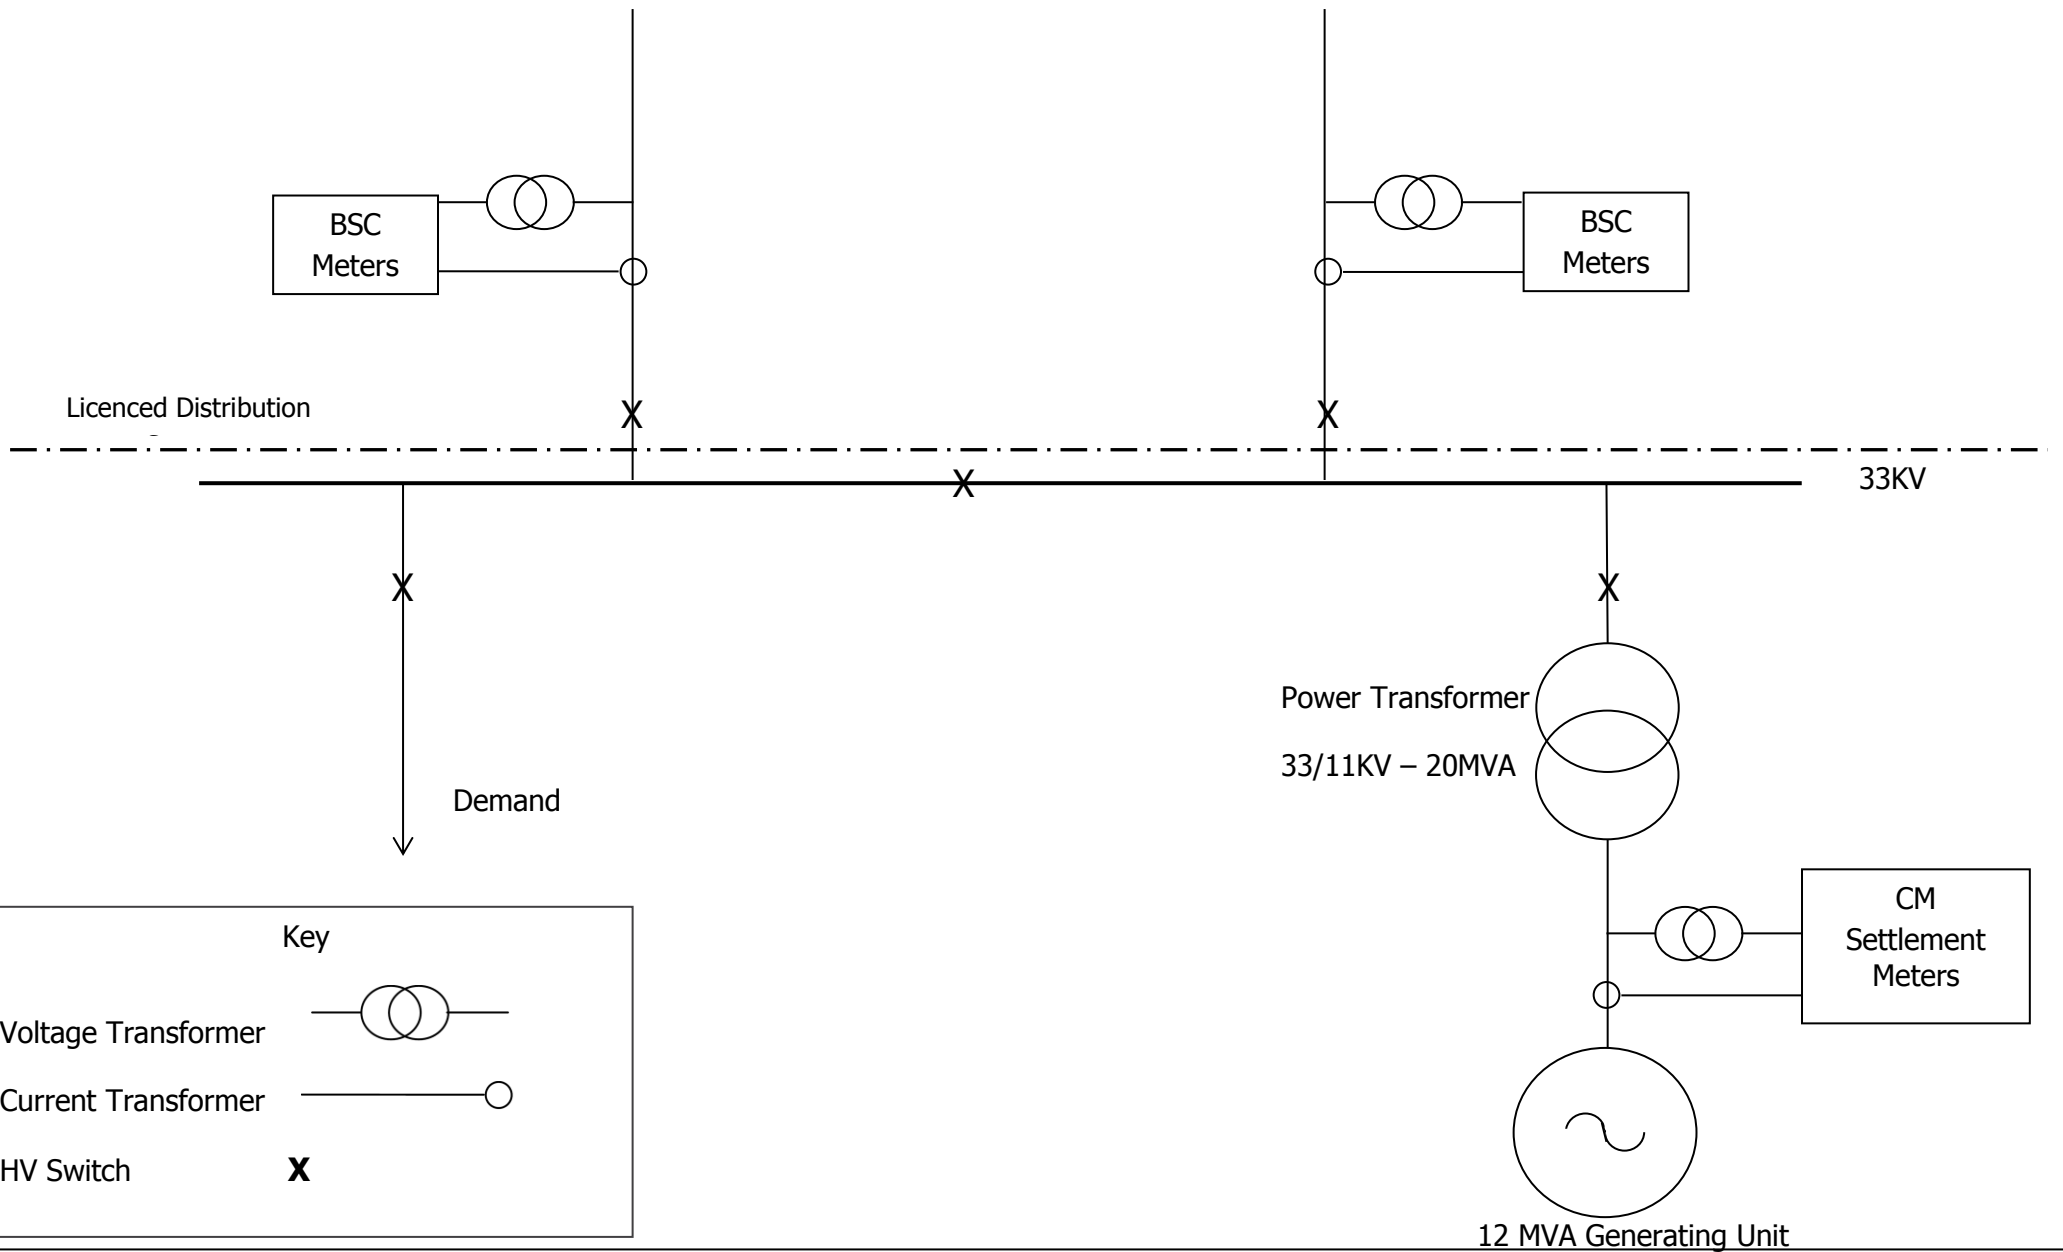 BSC
Meters
BSC
Meters
Licenced Distribution
X
X
X
33KV
X
X
Power Transformer
33/11KV – 20MVA
Demand
CM
Settlement
Meters
Key
Voltage Transformer
Current Transformer
HV Switch X
12 MVA Generating Unit